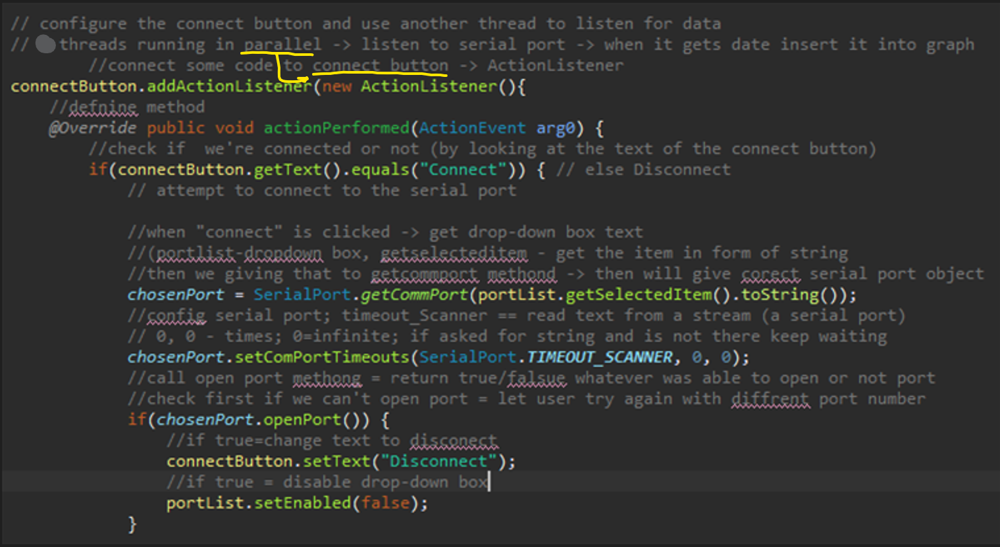 // configure the connect button and use another thread to listen for data
// threads running in parallel -> listen to serial port -> when it gets date insert it into graph
//connect some code to connect button -> ActionListener
connectButton.addActionListener(new ActionListener(){
//defnine method
@Override public void actionPerformed(ActionEvent arg0) {
//check if  we're connected or not (by looking at the text of the connect button)
if(connectButton.getText().equals("Connect")) { // else Disconnect
// attempt to connect to the serial port
//when "connect" is clicked -> get drop-down box text
//(portlist-dropdown box, getselecteditem - get the item in form of string
//then we giving that to getcommport methond -> then will give corect serial port object
chosenPort = SerialPort.getCommPort(portList.getSelectedItem().toString());
//config serial port; timeout_Scanner == read text from a stream (a serial port)
// 0, 0 - times; 0=infinite; if asked for string and is not there keep waiting
chosenPort.setComPortTimeouts(SerialPort.TIMEOUT_SCANNER, 0, 0);
//call open port methong = return true/falsue whatever was able to open or not port
//check first if we can't open port = let user try again with diffrent port number
if(chosenPort.openPort()) {
//if true=change text to disconect
connectButton.setText("Disconnect");
//if true = disable drop-down box
portList.setEnabled(false);
}